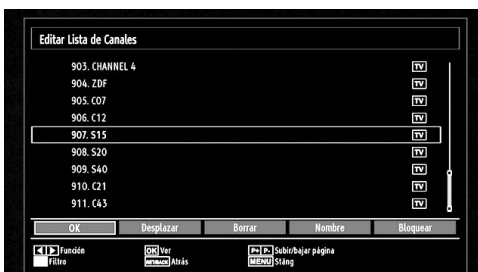 Editar Lista de Canales
903. CHANNEL 4 TV
904. ZDF TV
905. C07 TV
906. C12 TV
907. S15 TV
908. S20 TV
909. S40 TV
910. C21 TV
911. C43 TV
OK Desplazar Borrar Nombre Bloquear
Función OK Ver P+ P- Subir/bajar página
Filtro RET/BACK Atrás MENU Stäng